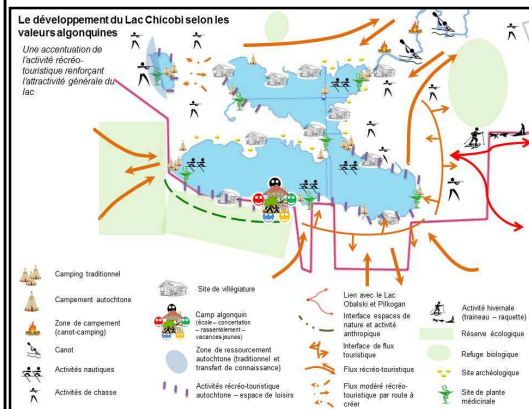 Le développement du Lac Chicobi selon les
valeurs algonquines
Une accentuation de
l'activité récréo-
touristique renforçant
l'attractivité générale du
lac
Camping traditionnel
Campement autochtone
Zone de campement
(canot-camping)
Canot
Activités nautiques
Activités de chasse
Site de villégiature
Camp algonquin
(école – concertation
– rassemblement –
vacances jeunes)
Zone de ressourcement
autochtone (traditionnel et
transfert de connaissance)
Activités récréo-touristique
autochtone – espace de loisirs
Lien avec le Lac
Obalski et Pilkogan
Interface espaces de
nature et activité
anthropique
Interface de flux
touristique
Flux récréo-touristique
Flux modéré récréo-
touristique par route à
créer
Activité hivernale
(traineau – raquette)
Réserve écologique
Refuge biologique
Site archéologique
Site de plante
médicinale